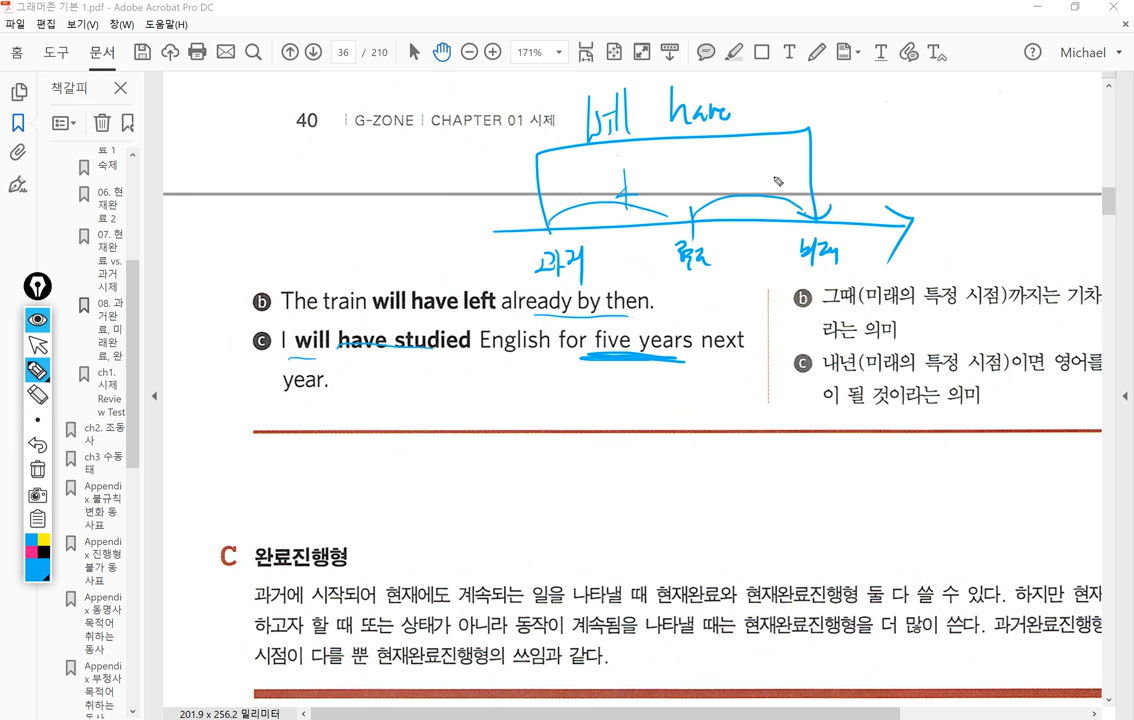 그래머존 기본 1.pdf - Adobe Acrobat Pro DC
파일 편집 보기(V) 창(W) 도움말(H)
홈 도구 문서 36 / 210 171% Michael
책갈피
료 1
숙제
06. 현
재완
료 2
07. 현
재완
료 vs.
과거
시제
08. 과
거완
료, 미
래완
료, 완
ch1.
시제
Revie
w Test
ch2. 조동
사
ch3 수동
태
Appendi
x 불규칙
변화 동
사표
Appendi
x 진행형
불가 동
사표
Appendi
x 동명사
목적어
취하는
동사
Appendi
x 부정사
목적어
취하는
will have
40 | G-ZONE | CHAPTER 01 시제
4
과거 현재 미래
b The train will have left already by then.
c I will have studied English for five years next
year.
b 그때(미래의 특정 시점)까지는 기차
라는 의미
c 내년(미래의 특정 시점)이면 영어를
이 될 것이라는 의미
C 완료진행형
과거에 시작되어 현재에도 계속되는 일을 나타낼 때 현재완료와 현재완료진행형 둘 다 쓸 수 있다. 하지만 현재
하고자 할 때 또는 상태가 아니라 동작이 계속됨을 나타낼 때는 현재완료진행형을 더 많이 쓴다. 과거완료진행형
시점이 다를 뿐 현재완료진행형의 쓰임과 같다.
201.9 x 256.2 밀리미터